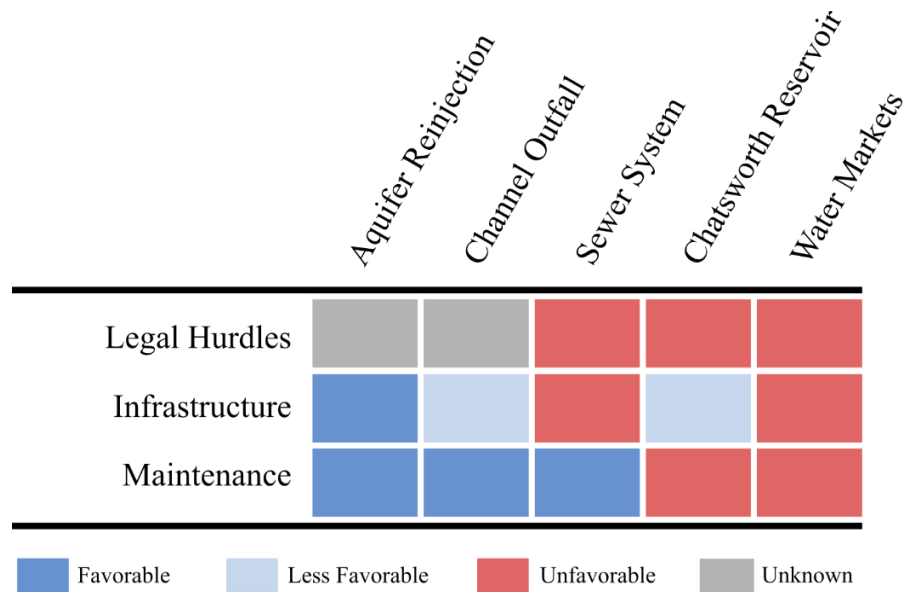 Aquifer Reinjection
Channel Outfall
Sewer System
Chatsworth Reservoir
Water Markets
Legal Hurdles
Infrastructure
Maintenance
Favorable
Less Favorable
Unfavorable
Unknown